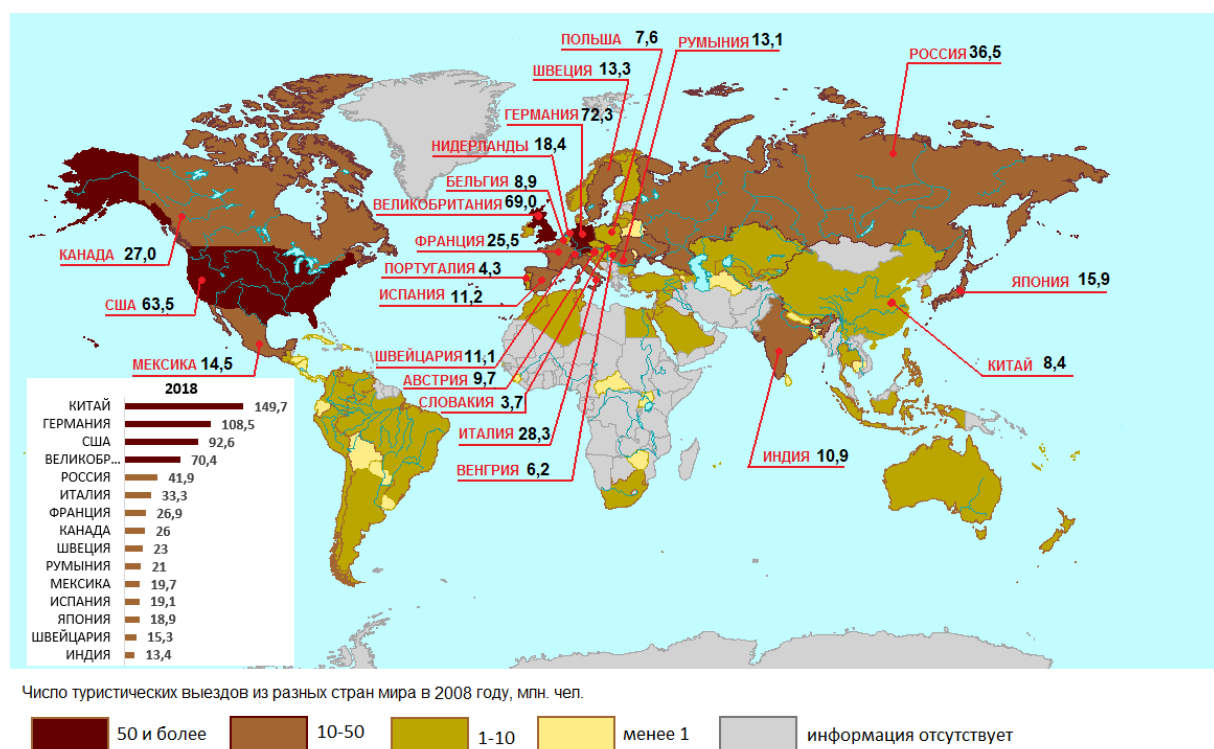 ПОЛЬША 7,6
РУМЫНИЯ 13,1
РОССИЯ 36,5
ШВЕЦИЯ 13,3
ГЕРМАНИЯ 72,3
НИДЕРЛАНДЫ 18,4
БЕЛЬГИЯ 8,9
ВЕЛИКОБРИТАНИЯ 69,0
ФРАНЦИЯ 25,5
КАНАДА 27,0
ПОРТУГАЛИЯ 4,3
ЯПОНИЯ 15,9
ИСПАНИЯ 11,2
США 63,5
ШВЕЙЦАРИЯ 11,1
МЕКСИКА 14,5
КИТАЙ 8,4
АВСТРИЯ 9,7
СЛОВАКИЯ 3,7
ИТАЛИЯ 28,3
ИНДИЯ 10,9
ВЕНГРИЯ 6,2
2018
КИТАЙ 149,7
ГЕРМАНИЯ 108,5
США 92,6
ВЕЛИКОБР... 70,4
РОССИЯ 41,9
ИТАЛИЯ 33,3
ФРАНЦИЯ 26,9
КАНАДА 26
ШВЕЦИЯ 23
РУМЫНИЯ 21
МЕКСИКА 19,7
ИСПАНИЯ 19,1
ЯПОНИЯ 18,9
ШВЕЙЦАРИЯ 15,3
ИНДИЯ 13,4
Число туристических выездов из разных стран мира в 2008 году, мпн. чел.
50 и более
10-50
1-10
менее 1
информация отсутствует